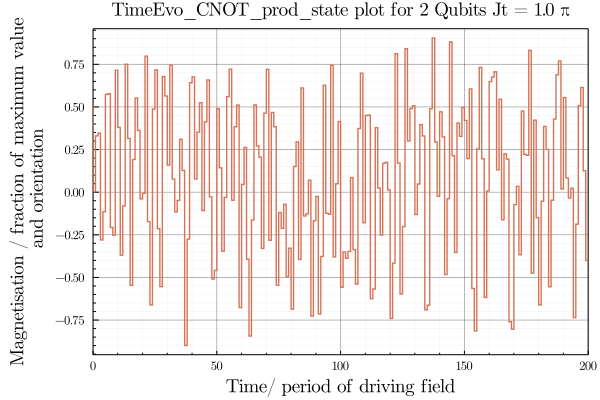 TimeEvo_CNOT_prod_state plot for 2 Qubits Jt = 1.0 π
Magnetisation / fraction of maximum value
and orientation
0.75
0.50
0.25
0.00
−0.25
−0.50
−0.75
0 50 100 150 200
Time/ period of driving field